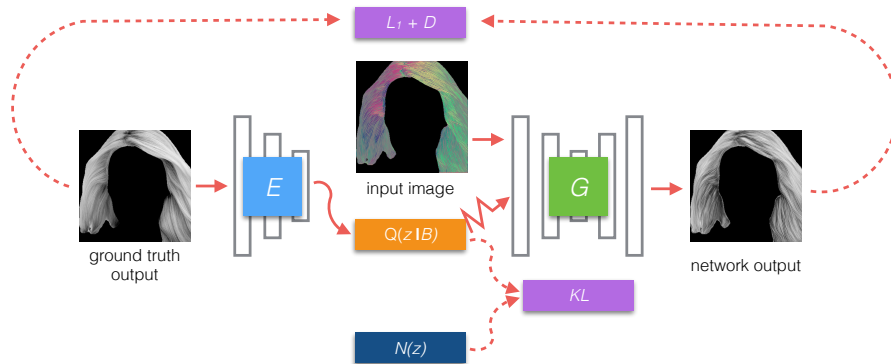 L₁ + D
E
input image
G
Q(z|B)
ground truth
output
network output
KL
N(z)